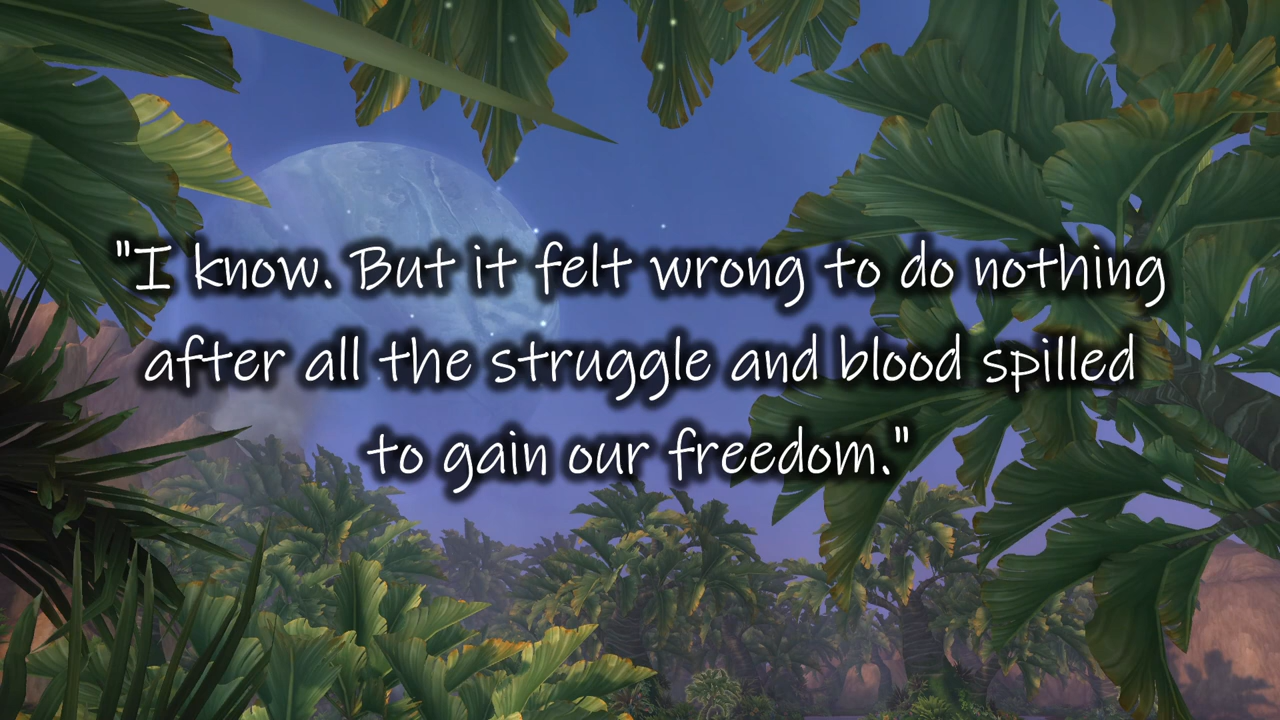 "I know. But it felt wrong to do nothing
after all the struggle and blood spilled
to gain our freedom."